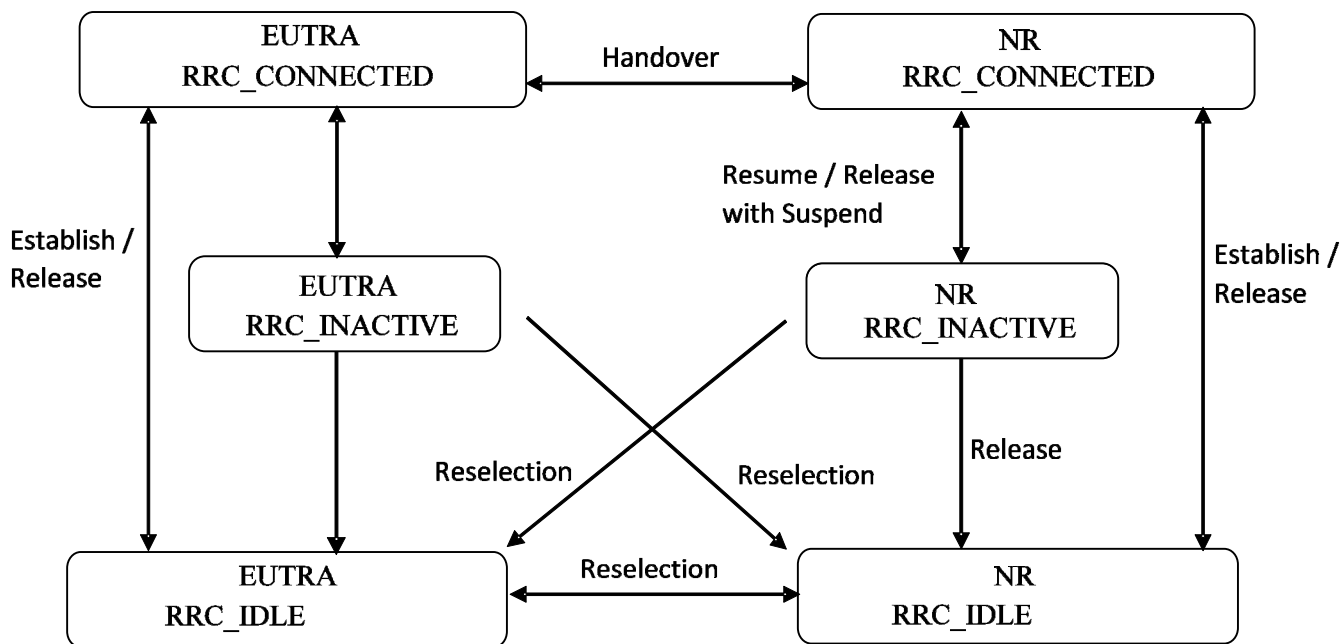 EUTRA
RRC_CONNECTED
Handover
NR
RRC_CONNECTED
Establish /
Release
Resume / Release
with Suspend
Establish /
Release
EUTRA
RRC_INACTIVE
NR
RRC_INACTIVE
Reselection
Reselection
Release
EUTRA
RRC_IDLE
Reselection
NR
RRC_IDLE